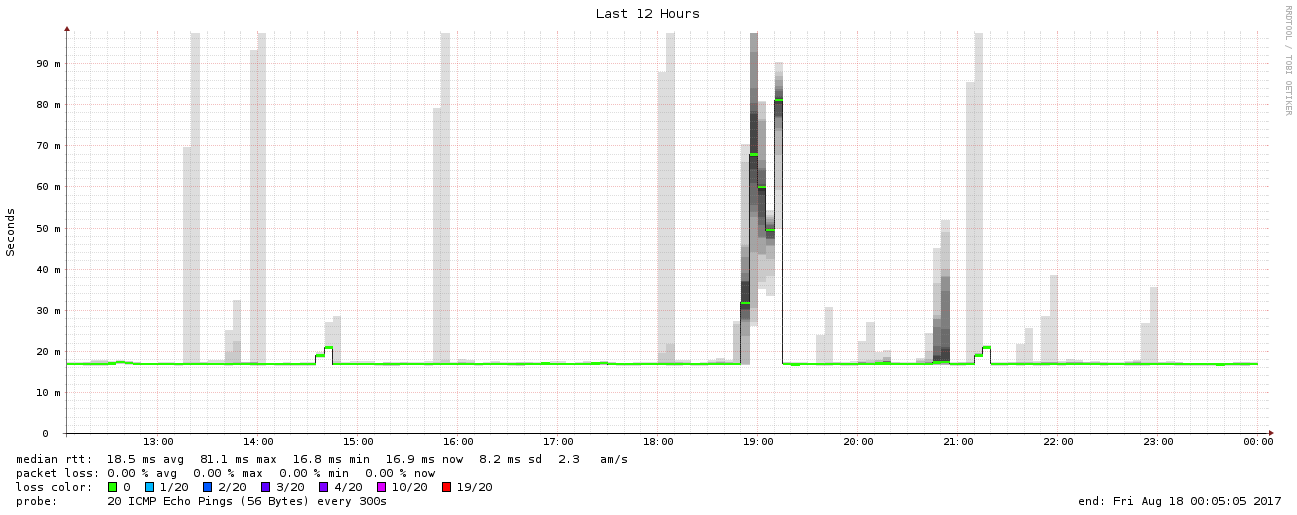 Last 12 Hours
RRDTOOL / TOBI OETIKER
90 m
80 m
70 m
60 m
50 m
40 m
30 m
20 m
10 m
0
Seconds
13:00 14:00 15:00 16:00 17:00 18:00 19:00 20:00 21:00 22:00 23:00 00:00
median rtt: 18.5 ms avg 81.1 ms max 16.8 ms min 16.9 ms now 8.2 ms sd 2.3 am/s
packet loss: 0.00 % avg 0.00 % max 0.00 % min 0.00 % now
loss color: 0 1/20 2/20 3/20 4/20 10/20 19/20
probe: 20 ICMP Echo Pings (56 Bytes) every 300s end: Fri Aug 18 00:05:05 2017